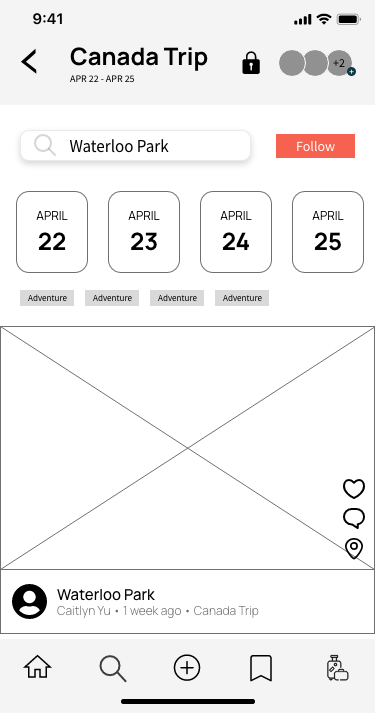 9:41
Canada Trip
APR 22 - APR 25
+2
Waterloo Park
Follow
APRIL
22
APRIL
23
APRIL
24
APRIL
25
Adventure
Adventure
Adventure
Adventure
Waterloo Park
Caitlyn Yu • 1 week ago • Canada Trip